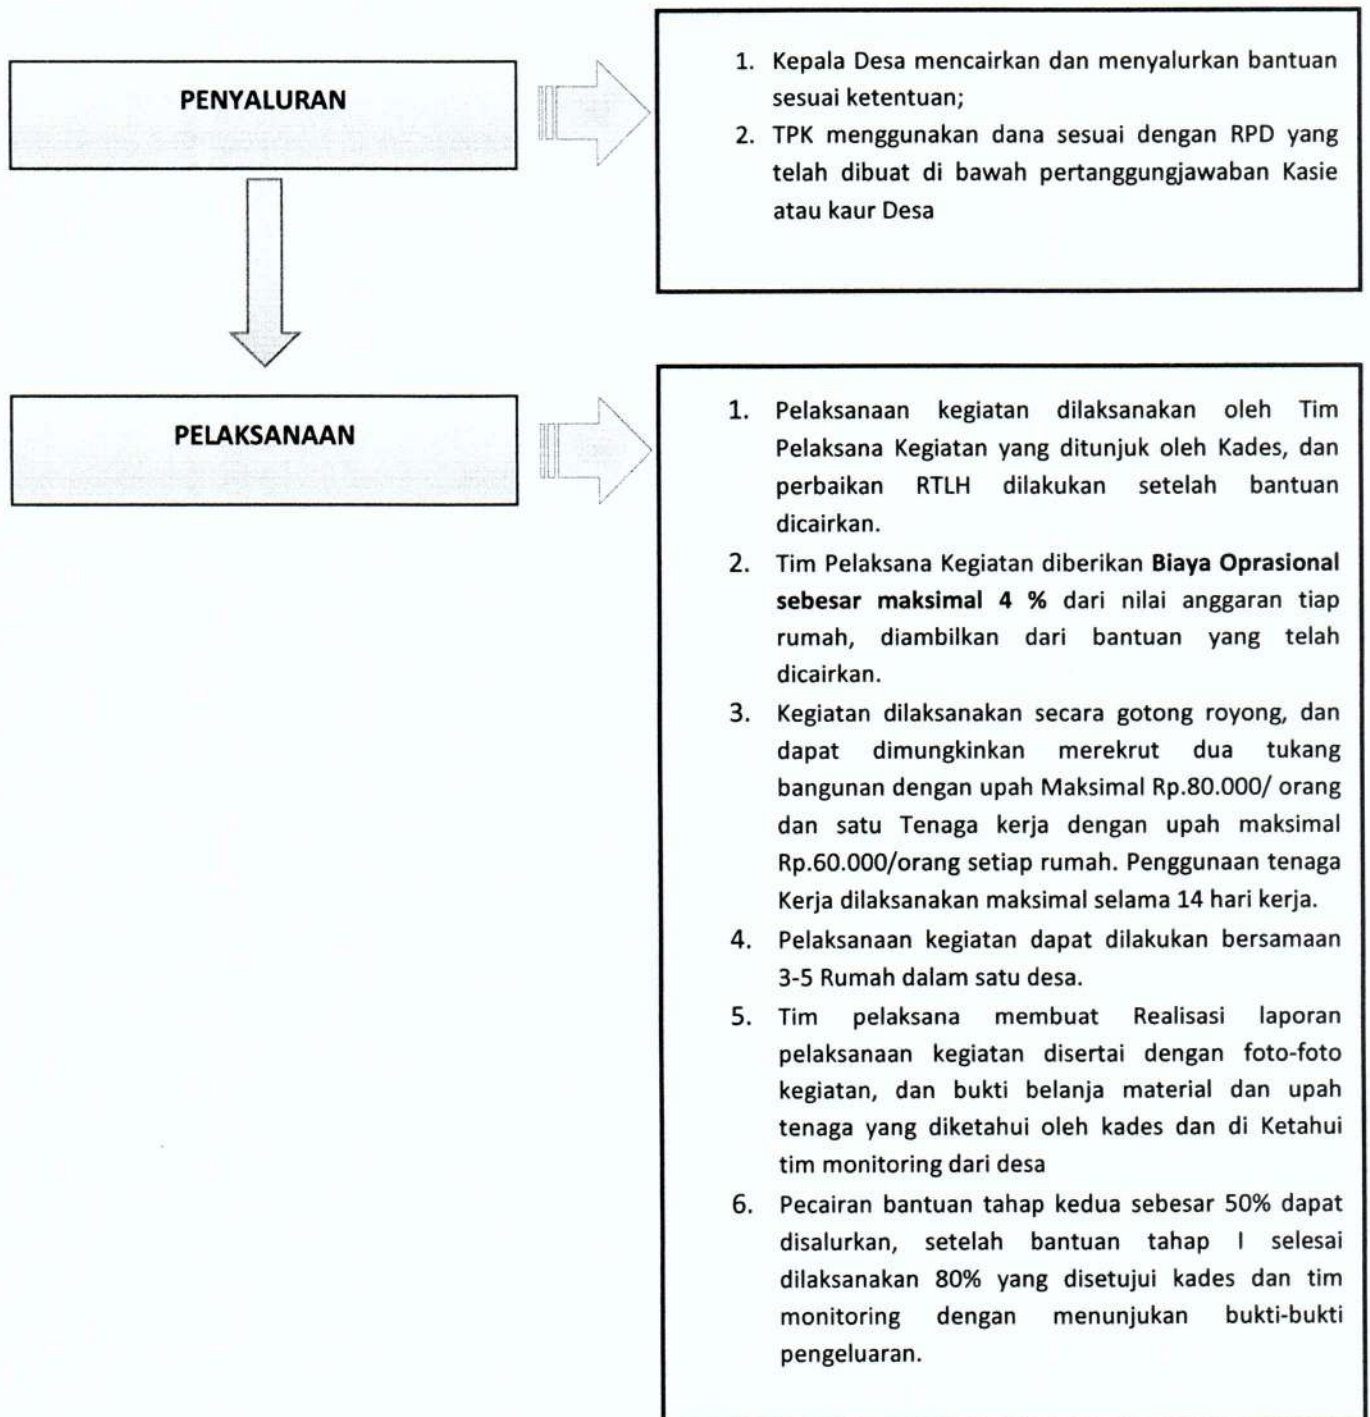 PENYALURAN
1. Kepala Desa mencairkan dan menyalurkan bantuan
sesuai ketentuan;
2. TPK menggunakan dana sesuai dengan RPD yang
telah dibuat di bawah pertanggungjawaban Kasie
atau kaur Desa
PELAKSANAAN
1. Pelaksanaan kegiatan dilaksanakan oleh Tim
Pelaksana Kegiatan yang ditunjuk oleh Kades, dan
perbaikan RTLH dilakukan setelah bantuan
dicairkan.
2. Tim Pelaksana Kegiatan diberikan Biaya Oprasional
sebesar maksimal 4 % dari nilai anggaran tiap
rumah, diambilkan dari bantuan yang telah
dicairkan.
3. Kegiatan dilaksanakan secara gotong royong, dan
dapat dimungkinkan merekrut dua tukang
bangunan dengan upah Maksimal Rp.80.000/ orang
dan satu Tenaga kerja dengan upah maksimal
Rp.60.000/orang setiap rumah. Penggunaan tenaga
Kerja dilaksanakan maksimal selama 14 hari kerja.
4. Pelaksanaan kegiatan dapat dilakukan bersamaan
3-5 Rumah dalam satu desa.
5. Tim pelaksana membuat Realisasi laporan
pelaksanaan kegiatan disertai dengan foto-foto
kegiatan, dan bukti belanja material dan upah
tenaga yang diketahui oleh kades dan di Ketahui
tim monitoring dari desa
6. Pecairan bantuan tahap kedua sebesar 50% dapat
disalurkan, setelah bantuan tahap I selesai
dilaksanakan 80% yang disetujui kades dan tim
monitoring dengan menunjukan bukti-bukti
pengeluaran.